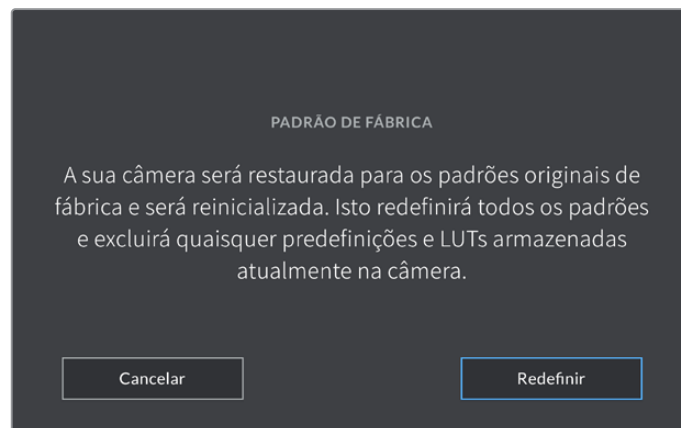 PADRÃO DE FÁBRICA
A sua câmera será restaurada para os padrões originais de
fábrica e será reinicializada. Isto redefinirá todos os padrões
e excluirá quaisquer predefinições e LUTs armazenadas
atualmente na câmera.
Cancelar
Redefinir